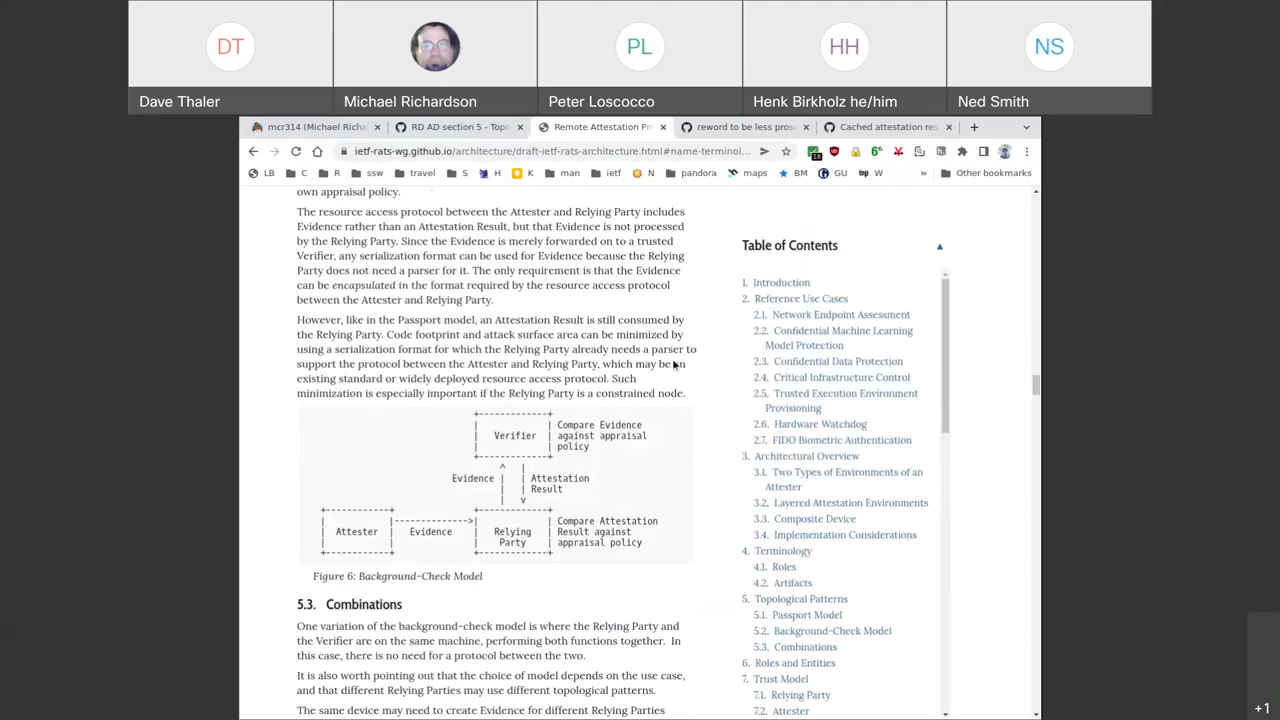 DT
PL
HH
NS
Dave Thaler
Michael Richardson
Peter Loscocco
Henk Birkholz he/him
Ned Smith
mcr314 (Michael Richa
RD AD section 5 - Topo
Remote Attestation Pr
reword to be less pros
Cached attestation res
ietf-rats-wg.github.io/architecture/draft-ietf-rats-architecture.html#name-terminol...
18
6
LB
C
R
ssw
travel
S
H
K
man
ietf
N
pandora
maps
BM
GU
W
»
Other bookmarks
own appraisal policy.
The resource access protocol between the Attester and Relying Party includes
Evidence rather than an Attestation Result, but that Evidence is not processed
by the Relying Party. Since the Evidence is merely forwarded on to a trusted
Verifier, any serialization format can be used for Evidence because the Relying
Party does not need a parser for it. The only requirement is that the Evidence
can be encapsulated in the format required by the resource access protocol
between the Attester and Relying Party.
However, like in the Passport model, an Attestation Result is still consumed by
the Relying Party. Code footprint and attack surface area can be minimized by
using a serialization format for which the Relying Party already needs a parser to
support the protocol between the Attester and Relying Party, which may be an
existing standard or widely deployed resource access protocol. Such
minimization is especially important if the Relying Party is a constrained node.
Compare Evidence
Verifier
against appraisal
policy
Evidence
Attestation
Result
Compare Attestation
Attester
Evidence
Relying
Result against
Party
appraisal policy
Figure 6: Background-Check Model
5.3. Combinations
One variation of the background-check model is where the Relying Party and
the Verifier are on the same machine, performing both functions together. In
this case, there is no need for a protocol between the two.
It is also worth pointing out that the choice of model depends on the use case,
and that different Relying Parties may use different topological patterns.
The same device may need to create Evidence for different Relying Parties
Table of Contents
1. Introduction
2. Reference Use Cases
2.1. Network Endpoint Assessment
2.2. Confidential Machine Learning
Model Protection
2.3. Confidential Data Protection
2.4. Critical Infrastructure Control
2.5. Trusted Execution Environment
Provisioning
2.6. Hardware Watchdog
2.7. FIDO Biometric Authentication
3. Architectural Overview
3.1. Two Types of Environments of an
Attester
3.2. Layered Attestation Environments
3.3. Composite Device
3.4. Implementation Considerations
4. Terminology
4.1. Roles
4.2. Artifacts
5. Topological Patterns
5.1. Passport Model
5.2. Background-Check Model
5.3. Combinations
6. Roles and Entities
7. Trust Model
7.1. Relying Party
7.2. Attester
+1